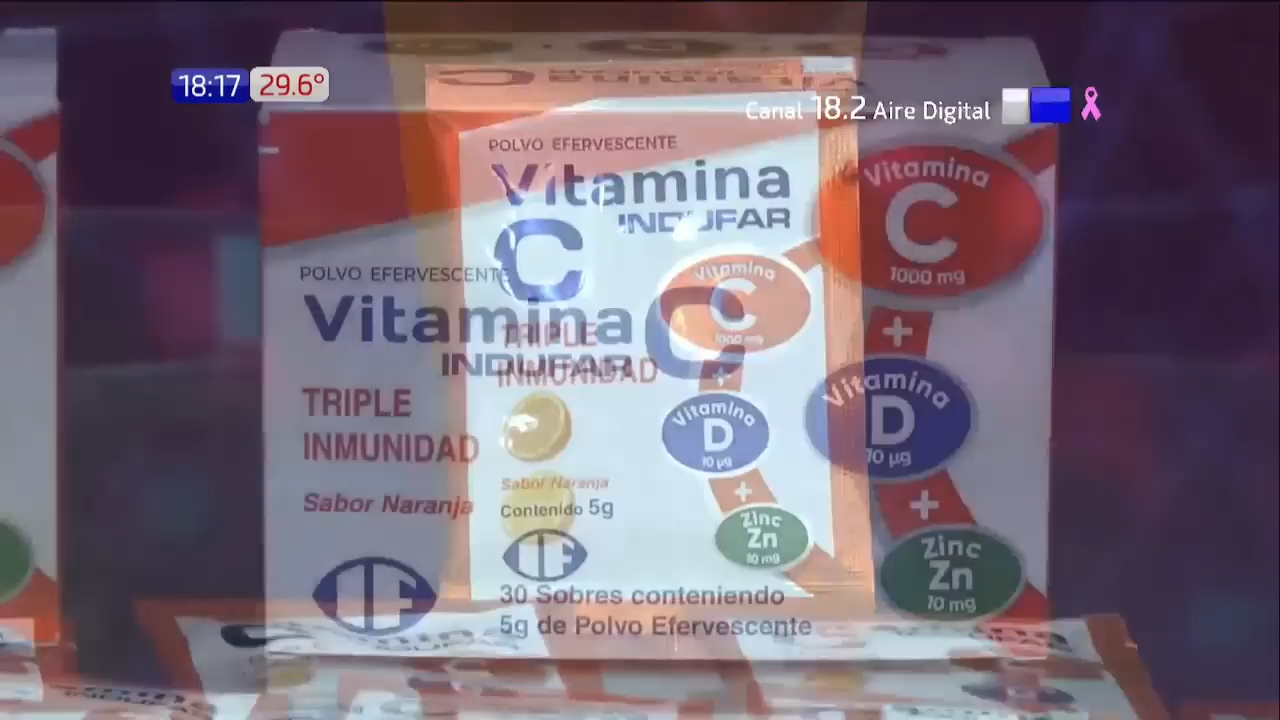 18:17 29.6°
Canal 18.2 Aire Digital
POLVO EFERVESCENTE
Vitamina
C
INDUFAR
Vitamina
C
1000 mg
+
Vitamina
D
10 µg
+
Zinc
Zn
10 mg
TRIPLE
INMUNIDAD
Sabor Naranja
Contenido 5g
POLVO EFERVESCENTE
Vitamina C
INDUFAR
TRIPLE
INMUNIDAD
Sabor Naranja
IF
30 Sobres conteniendo
5g de Polvo Efervescente
Vitamina
C
1000 mg
+
Vitamina
D
10 µg
+
Zinc
Zn
10 mg